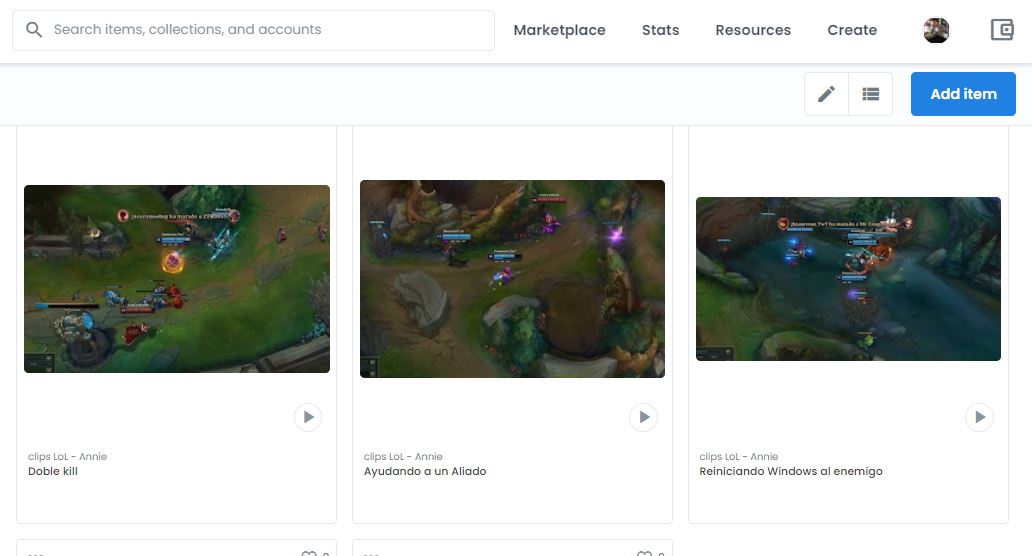 Search items, collections, and accounts
Marketplace
Stats
Resources
Create
Add item
clips LoL - Annie
Doble kill
clips LoL - Annie
Ayudando a un Aliado
clips LoL - Annie
Reiniciando Windows al enemigo